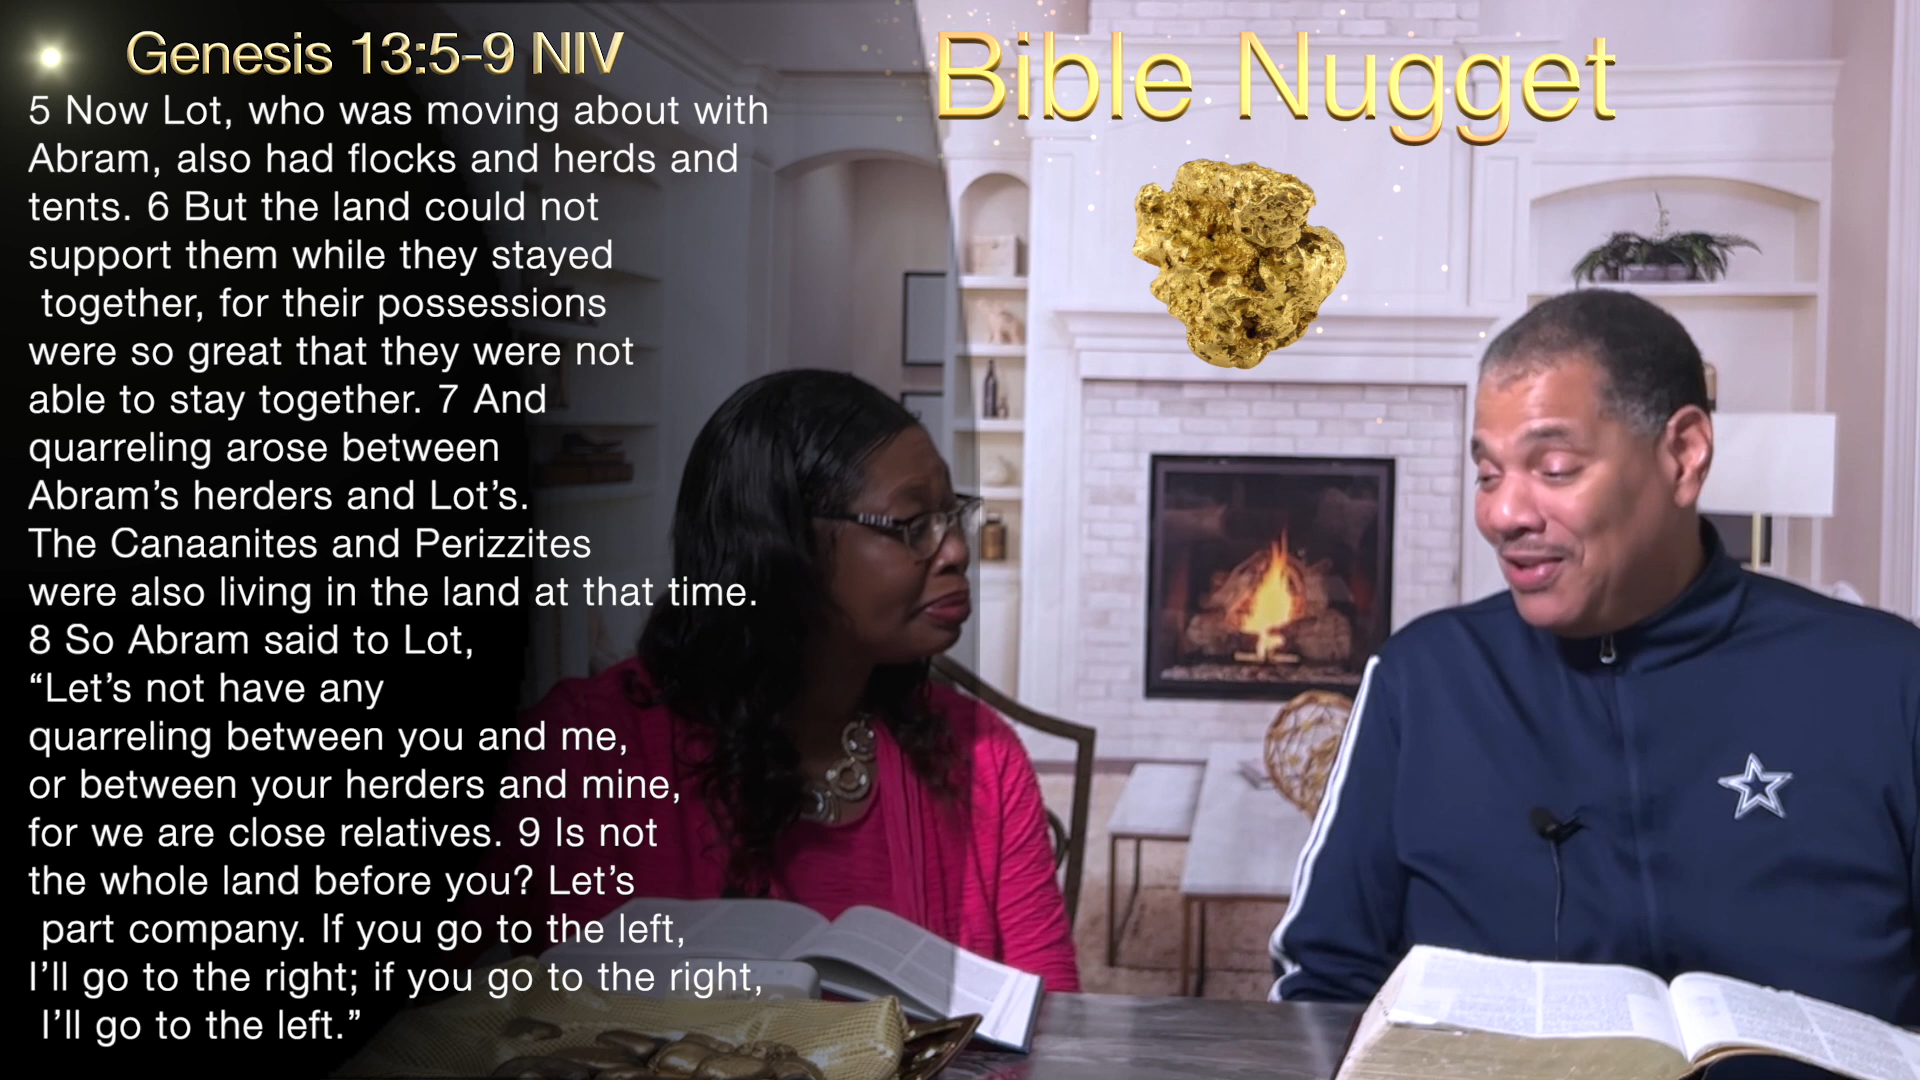 Genesis 13:5-9 NIV
Bible Nugget
5 Now Lot, who was moving about with
Abram, also had flocks and herds and
tents. 6 But the land could not
support them while they stayed
together, for their possessions
were so great that they were not
able to stay together. 7 And
quarreling arose between
Abram’s herders and Lot’s.
The Canaanites and Perizzites
were also living in the land at that time.
8 So Abram said to Lot,
“Let’s not have any
quarreling between you and me,
or between your herders and mine,
for we are close relatives. 9 Is not
the whole land before you? Let’s
part company. If you go to the left,
I’ll go to the right; if you go to the right,
I’ll go to the left.”